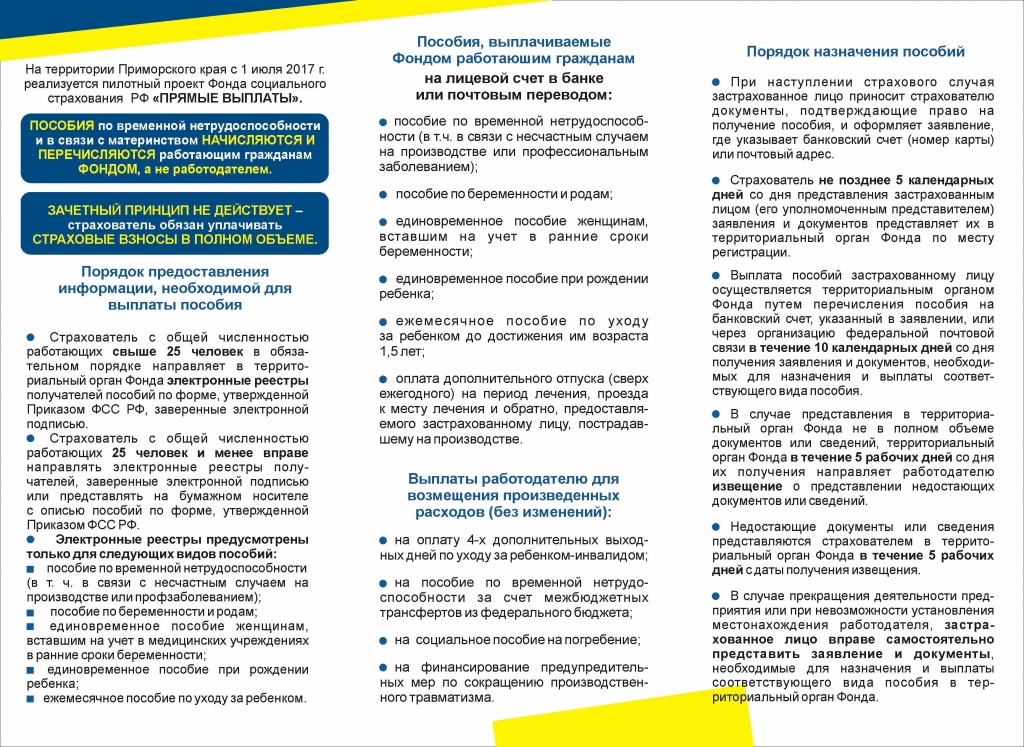 На территории Приморского края с 1 июля 2017 г.
реализуется пилотный проект Фонда социального
страхования РФ «ПРЯМЫЕ ВЫПЛАТЫ».
ПОСОБИЯ по временной нетрудоспособности
и в связи с материнством НАЧИСЛЯЮТСЯ И
ПЕРЕЧИСЛЯЮТСЯ работающим гражданам
ФОНДОМ, а не работодателем.
ЗАЧЕТНЫЙ ПРИНЦИП НЕ ДЕЙСТВУЕТ –
страхователь обязан уплачивать
СТРАХОВЫЕ ВЗНОСЫ В ПОЛНОМ ОБЪЕМЕ.
Порядок предоставления
информации, необходимой для
выплаты пособия
● Страхователь с общей численностью
работающих свыше 25 человек в обяза-
тельном порядке направляет в террито-
риальный орган Фонда электронные реестры
получателей пособий по форме, утвержденной
Приказом ФСС РФ, заверенные электронной
подписью.
● Страхователь с общей численностью
работающих 25 человек и менее вправе
направлять электронные реестры полу-
чателей, заверенные электронной подписью
или представлять на бумажном носителе
с описью пособий по форме, утвержденной
Приказом ФСС РФ.
● Электронные реестры предусмотрены
только для следующих видов пособий:
■ пособие по временной нетрудоспособности
(в т. ч. в связи с несчастным случаем на
производстве или профзаболеванием);
■ пособие по беременности и родам;
■ единовременное пособие женщинам,
вставшим на учет в медицинских учреждениях
в ранние сроки беременности;
■ единовременное пособие при рождении
ребенка;
■ ежемесячное пособие по уходу за ребенком.
Пособия, выплачиваемые
Фондом работаюшим гражданам
на лицевой счет в банке
или почтовым переводом:
● пособие по временной нетрудоспособ-
ности (в т.ч. в связи с несчастным случаем
на производстве или профессиональным
заболеванием);
● пособие по беременности и родам;
● единовременное пособие женщинам,
вставшим на учет в ранние сроки
беременности;
● единовременное пособие при рождении
ребенка;
● ежемесячное пособие по уходу
за ребенком до достижения им возраста
1,5 лет;
● оплата дополнительного отпуска (сверх
ежегодного) на период лечения, проезда
к месту лечения и обратно, предоставля-
емого застрахованному лицу, пострадав-
шему на производстве.
Выплаты работодателю для
возмещения произведенных
расходов (без изменений):
● на оплату 4-х дополнительных выход-
ных дней по уходу за ребенком-инвалидом;
● на пособие по временной нетрудо-
способности за счет межбюджетных
трансфертов из федерального бюджета;
● на социальное пособие на погребение;
● на финансирование предупредитель-
ных мер по сокращению производствен-
ного травматизма.
Порядок назначения пособий
● При наступлении страхового случая
застрахованное лицо приносит страхователю
документы, подтверждающие право на
получение пособия, и оформляет заявление,
где указывает банковский счет (номер карты)
или почтовый адрес.
● Страхователь не позднее 5 календарных
дней со дня представления застрахованным
лицом (его уполномоченным представителем)
заявления и документов представляет их в
территориальный орган Фонда по месту
регистрации.
● Выплата пособий застрахованному лицу
осуществляется территориальным органом
Фонда путем перечисления пособия на
банковский счет, указанный в заявлении, или
через организацию федеральной почтовой
связи в течение 10 календарных дней со дня
получения заявления и документов, необходи-
мых для назначения и выплаты соответ-
ствующего вида пособия.
● В случае представления в территориа-
льный орган Фонда не в полном объеме
документов или сведений, территориальный
орган Фонда в течение 5 рабочих дней со дня
их получения направляет работодателю
извещение о представлении недостающих
документов или сведений.
● Недостающие документы или сведения
представляются страхователем в террито-
риальный орган Фонда в течение 5 рабочих
дней с даты получения извещения.
● В случае прекращения деятельности пред-
приятия или при невозможности установления
местонахождения работодателя, застра-
хованное лицо вправе самостоятельно
представить заявление и документы,
необходимые для назначения и выплаты
соответствующего вида пособия в тер-
риториальный орган Фонда.